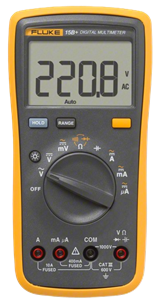 FLUKE 15B+ DIGITAL MULTIMETER
220.8 V AC
Auto
HOLD RANGE
mV
V
V
OFF
mA
A
A mA µA COM VΩ
10A FUSED
400mA FUSED
CAT III 600V
1000V